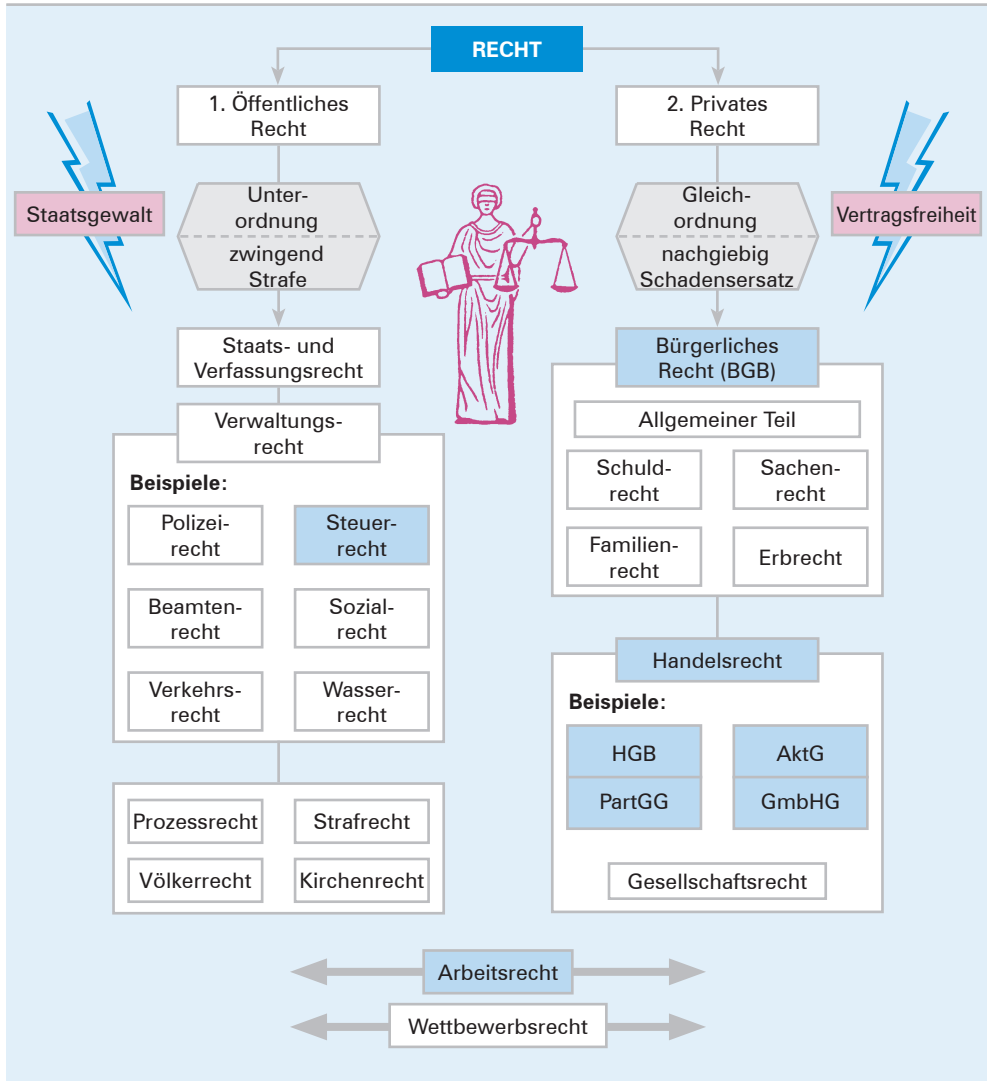 RECHT
1. Öffentliches
Recht
2. Privates
Recht
Staatsgewalt
Unter-
ordnung
zwingend
Strafe
Gleich-
ordnung
nachgiebig
Schadensersatz
Vertragsfreiheit
Staats- und
Verfassungsrecht
Verwaltungs-
recht
Beispiele:
Polizei-
recht
Steuer-
recht
Beamten-
recht
Sozial-
recht
Verkehrs-
recht
Wasser-
recht
Prozessrecht
Strafrecht
Völkerrecht
Kirchenrecht
Bürgerliches
Recht (BGB)
Allgemeiner Teil
Schuld-
recht
Sachen-
recht
Familien-
recht
Erbrecht
Handelsrecht
Beispiele:
HGB
AktG
PartGG
GmbHG
Gesellschaftsrecht
Arbeitsrecht
Wettbewerbsrecht